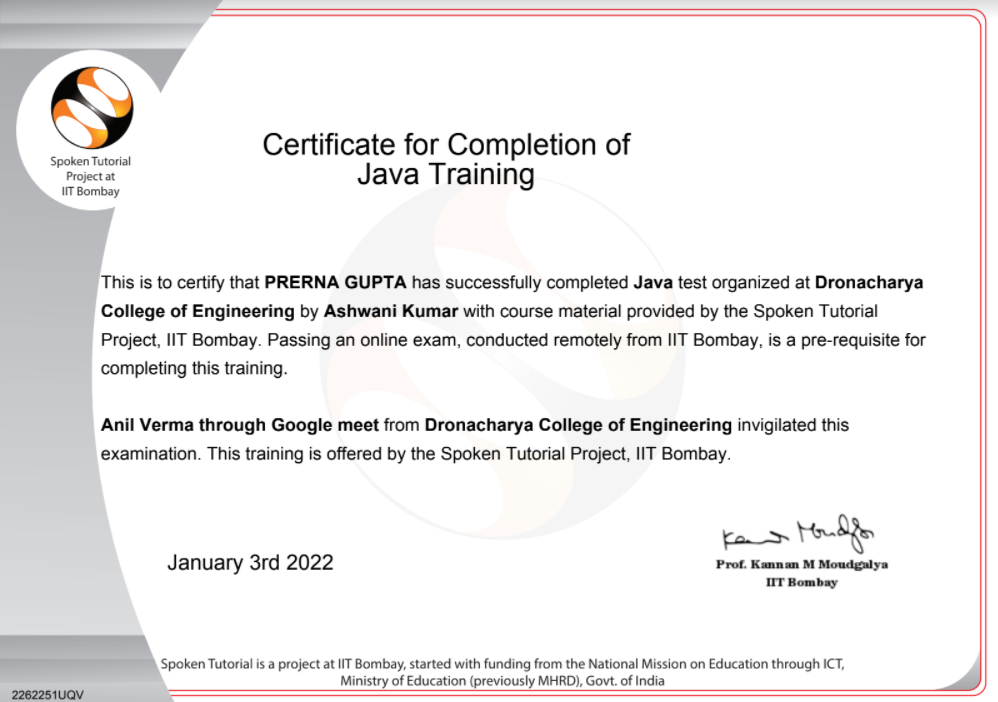 Spoken Tutorial
Project at
IIT Bombay
Certificate for Completion of
Java Training
This is to certify that PRERNA GUPTA has successfully completed Java test organized at Dronacharya
College of Engineering by Ashwani Kumar with course material provided by the Spoken Tutorial
Project, IIT Bombay. Passing an online exam, conducted remotely from IIT Bombay, is a pre-requisite for
completing this training.
Anil Verma through Google meet from Dronacharya College of Engineering invigilated this
examination. This training is offered by the Spoken Tutorial Project, IIT Bombay.
January 3rd 2022
Prof. Kannan M Moudgalya
IIT Bombay
Spoken Tutorial is a project at IIT Bombay, started with funding from the National Mission on Education through ICT,
Ministry of Education (previously MHRD), Govt. of India
2262251UQV